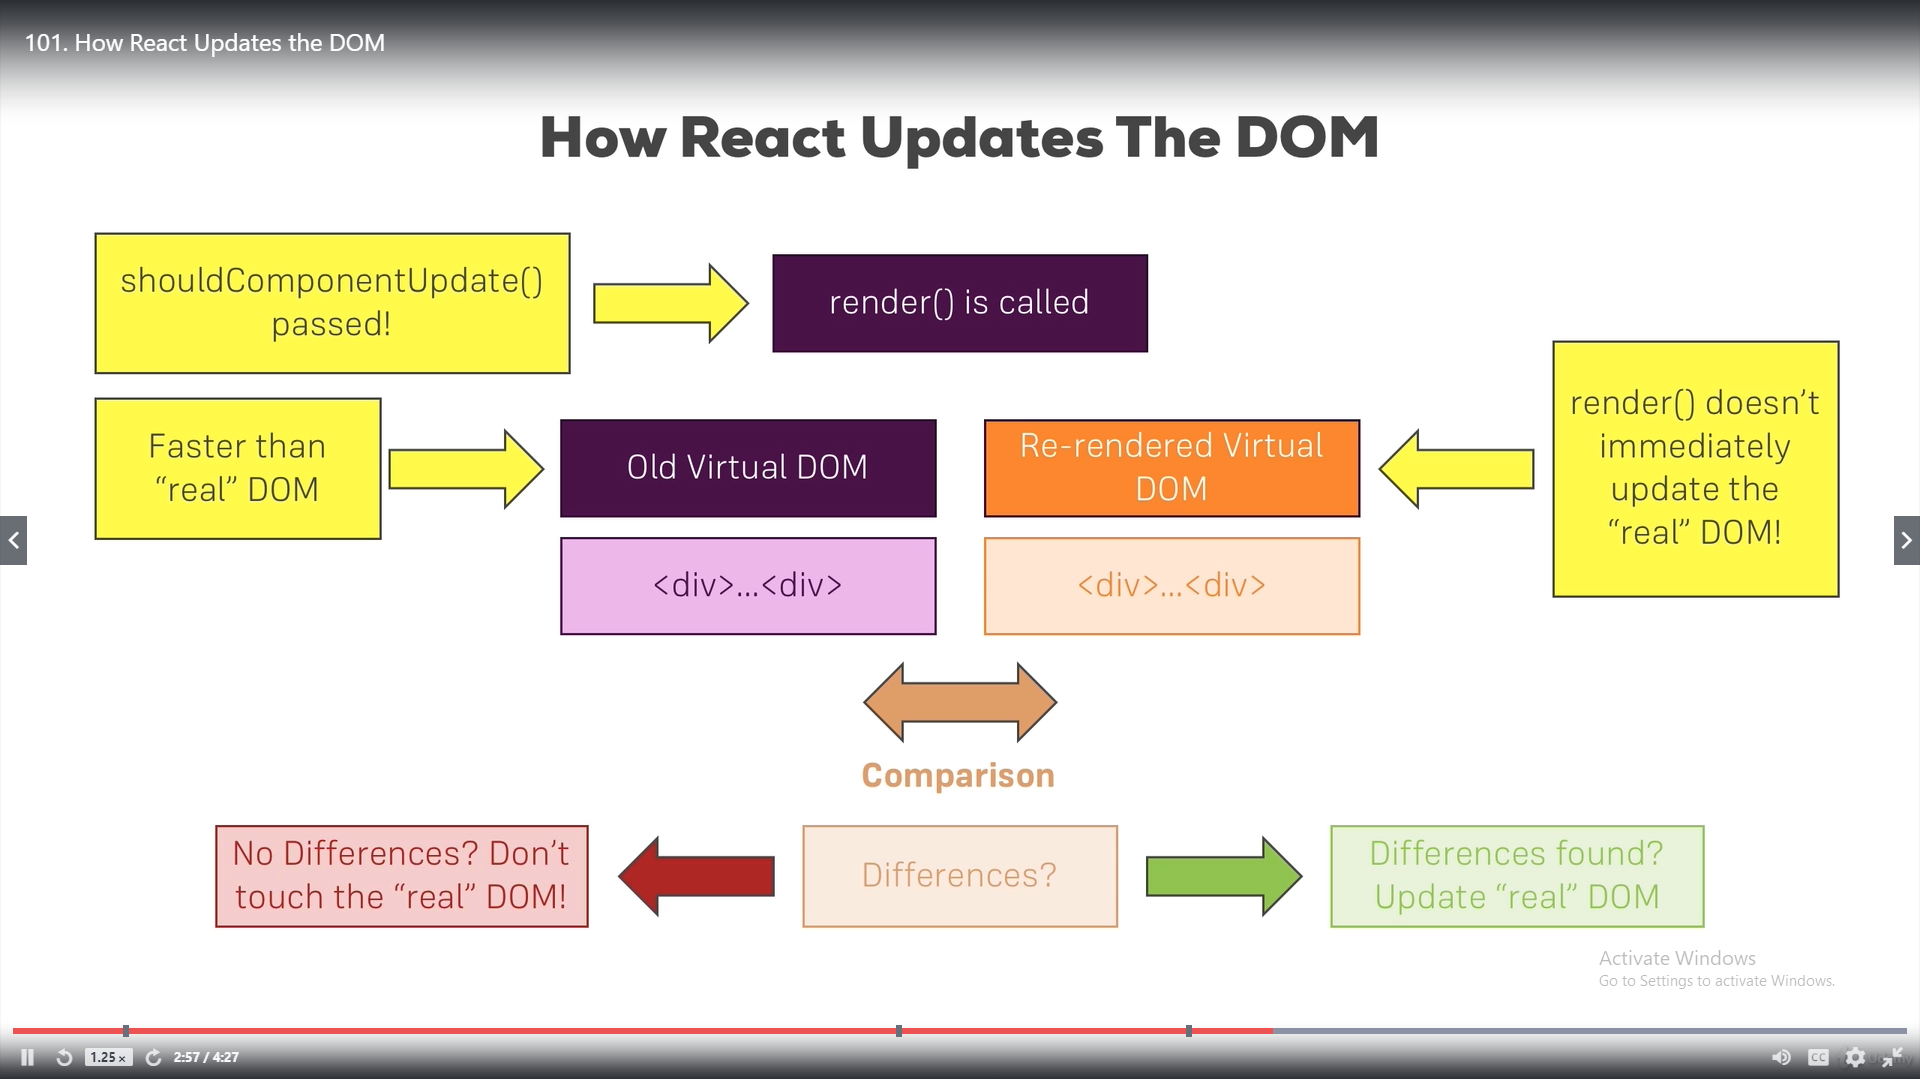 101. How React Updates the DOM
How React Updates The DOM
shouldComponentUpdate()
passed!
render() is called
Faster than
“real” DOM
Old Virtual DOM
Re-rendered Virtual
DOM
render() doesn’t
immediately
update the
“real” DOM!
<div>...<div>
<div>...<div>
Comparison
No Differences? Don’t
touch the “real” DOM!
Differences?
Differences found?
Update “real” DOM
Activate Windows
Go to Settings to activate Windows.
1.25 x
2:57 / 4:27
CC